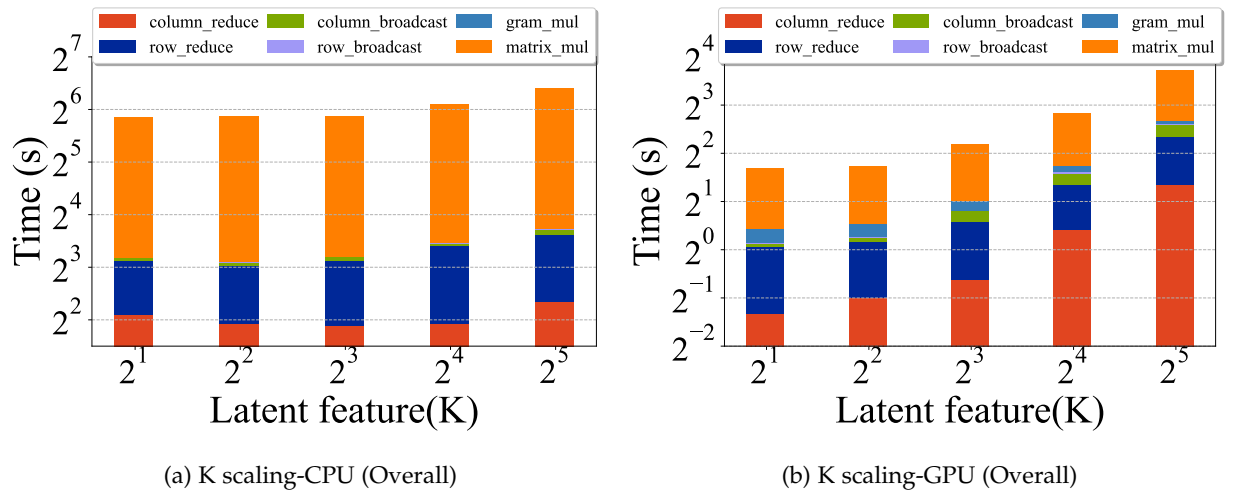 column_reduce column_broadcast gram_mul
row_reduce row_broadcast matrix_mul
2^7
2^6
2^5
2^4
2^3
2^2
Time (s)
2^1 2^2 2^3 2^4 2^5
Latent feature(K)
(a) K scaling-CPU (Overall)
column_reduce column_broadcast gram_mul
row_reduce row_broadcast matrix_mul
2^4
2^3
2^2
2^1
2^0
2^−1
2^−2
Time (s)
2^1 2^2 2^3 2^4 2^5
Latent feature(K)
(b) K scaling-GPU (Overall)